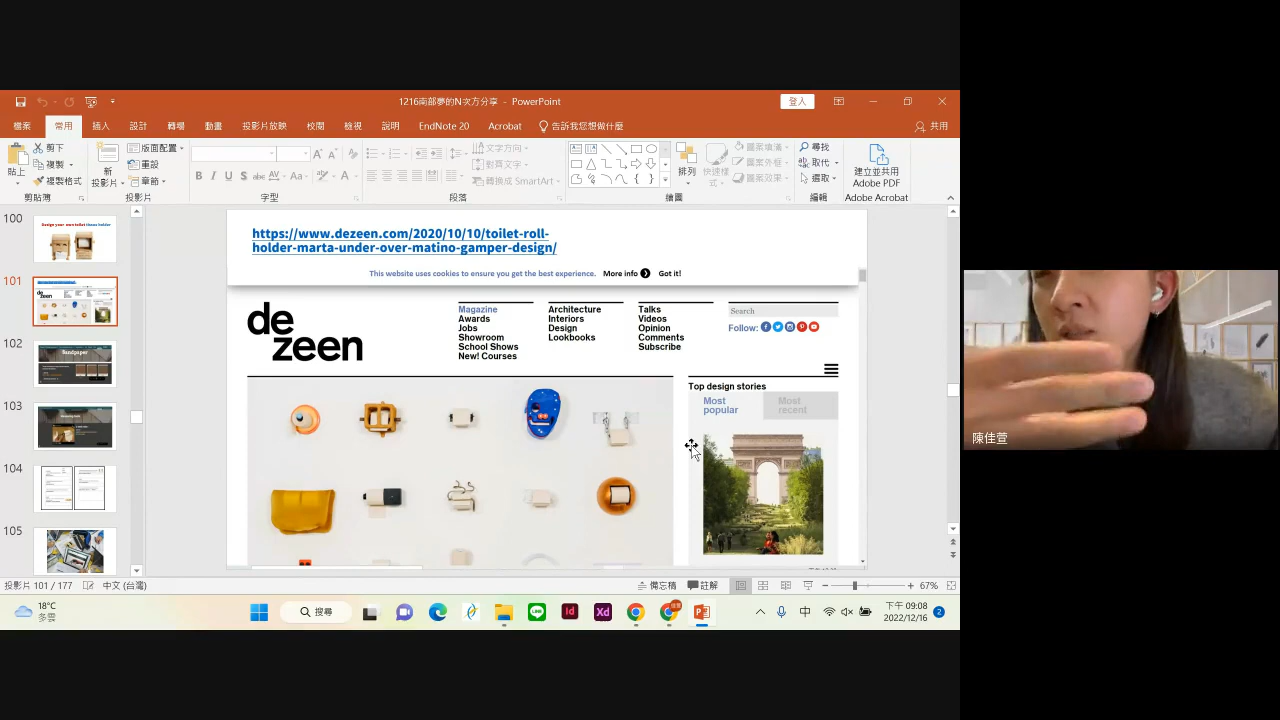 1216南部夢的N次方分享 - PowerPoint
登入
檔案 常用 插入 設計 轉場 動畫 投影片放映 校閱 檢視 說明 EndNote 20 Acrobat 告訴我您想做什麼 共用
貼上
剪下
複製
複製格式
剪貼簿
新
投影片
版面配置
重設
章節
投影片
B I U S abc AV Aa A
字型
文字方向
對齊文字
轉換成 SmartArt
段落
排列
快速樣
式
圖案填滿
圖案外框
圖案效果
繪圖
尋找
取代
選取
編輯
建立並共用
Adobe PDF
Adobe Acrobat
100
Design your own toilet tissue holder
101
102
Sandpaper
103
104
105
https://www.dezeen.com/2020/10/10/toilet-roll-
holder-marta-under-over-matino-gamper-design/
This website uses cookies to ensure you get the best experience. More info Got it!
de
zeen
Magazine
Awards
Jobs
Showroom
School Shows
New! Courses
Architecture
Interiors
Design
Lookbooks
Talks
Videos
Opinion
Comments
Subscribe
Search
Follow:
Top design stories
Most
popular
Most
recent
陳佳萱
投影片 101 / 177 中文 (台灣) 備忘稿 註解 67%
18°C
多雲
搜尋
中
下午 09:08
2022/12/16
2